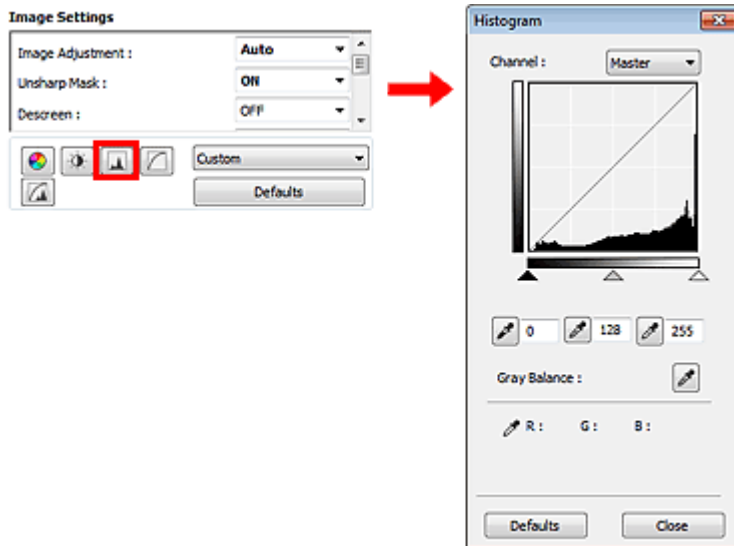 Image Settings
Image Adjustment : Auto
Unsharp Mask : ON
Descreen : OFF
Custom
Defaults
Histogram
Channel : Master
0 128 255
Gray Balance :
R : G : B :
Defaults Close